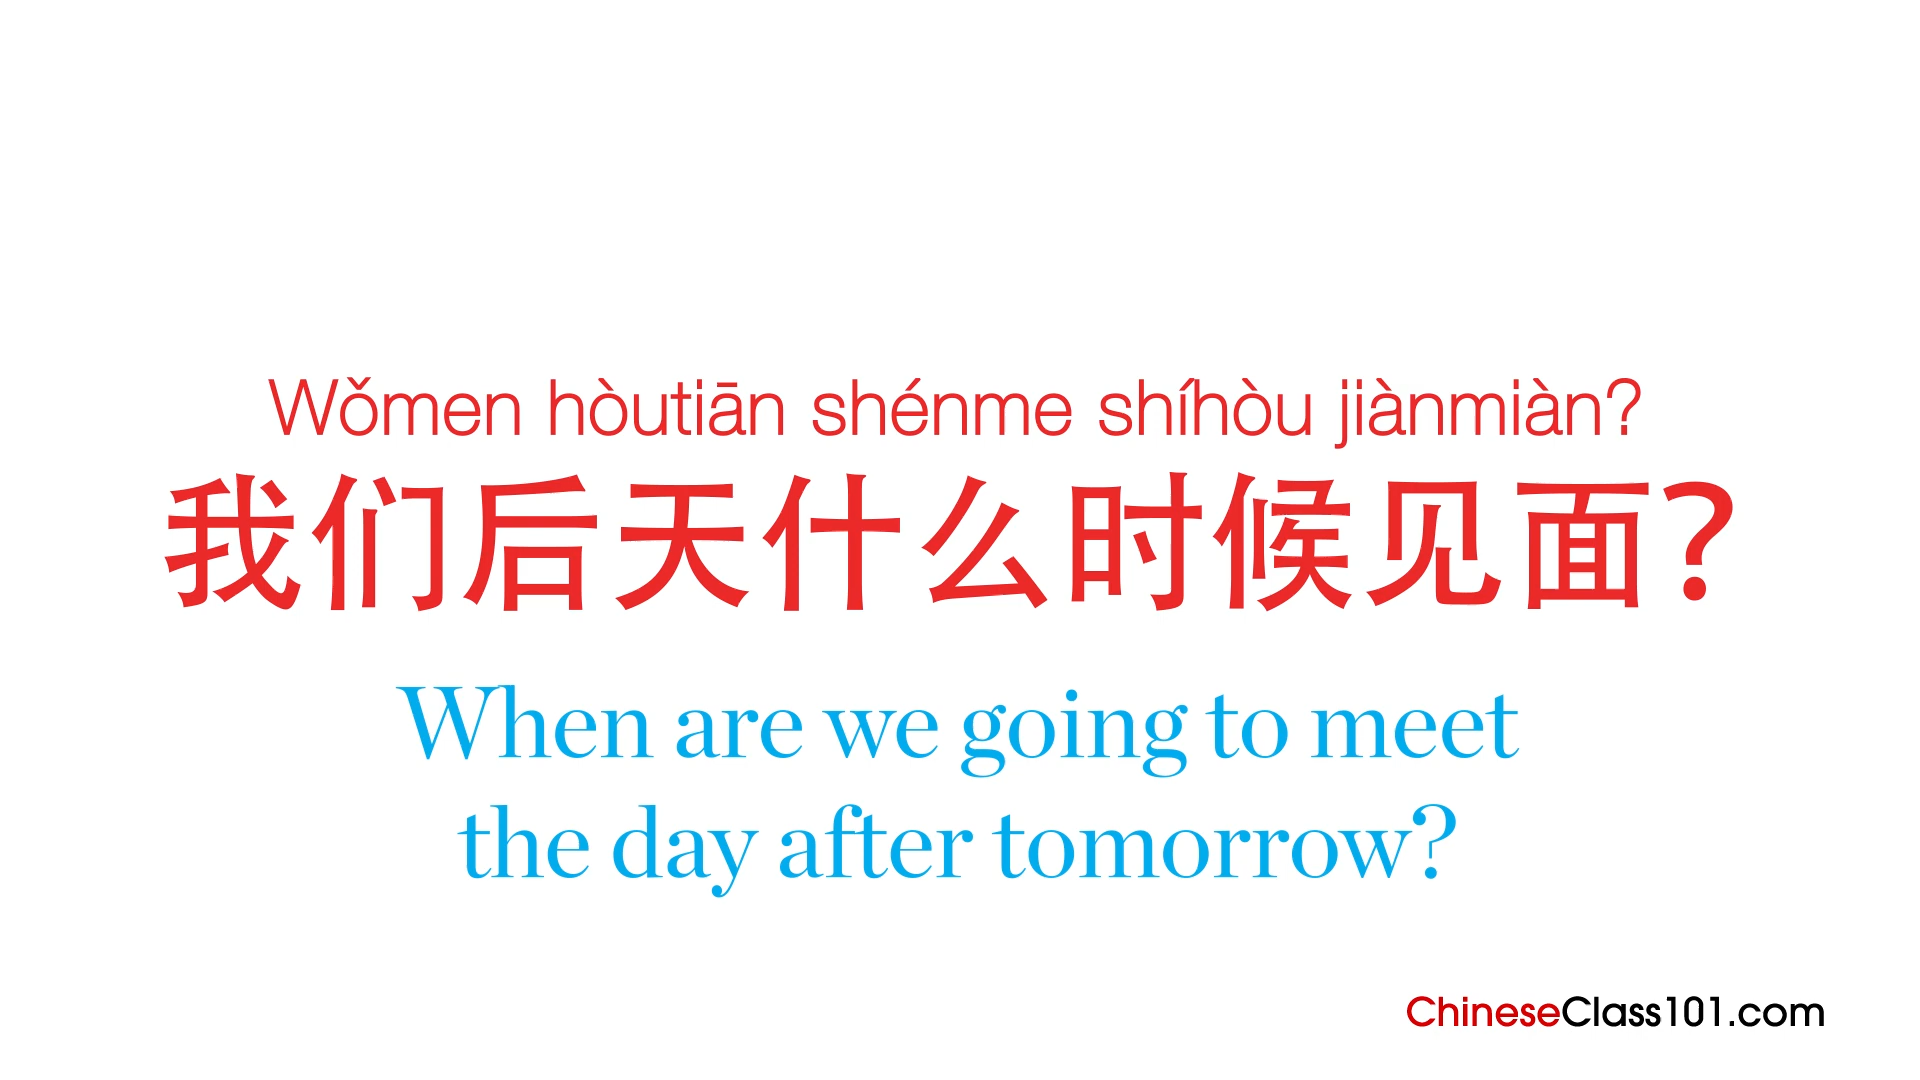 Wǒmen hòutiān shénme shíhòu jiànmiàn?
我们后天什么时候见面?
When are we going to meet
the day after tomorrow?
ChineseClass101.com